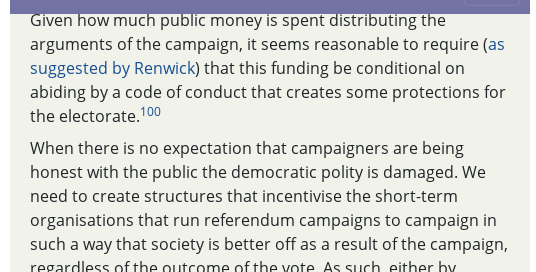 Given how much public money is spent distributing the
arguments of the campaign, it seems reasonable to require (as
suggested by Renwick) that this funding be conditional on
abiding by a code of conduct that creates some protections for
the electorate.100
When there is no expectation that campaigners are being
honest with the public the democratic polity is damaged. We
need to create structures that incentivise the short-term
organisations that run referendum campaigns to campaign in
such a way that society is better off as a result of the campaign,
regardless of the outcome of the vote. As such, either by